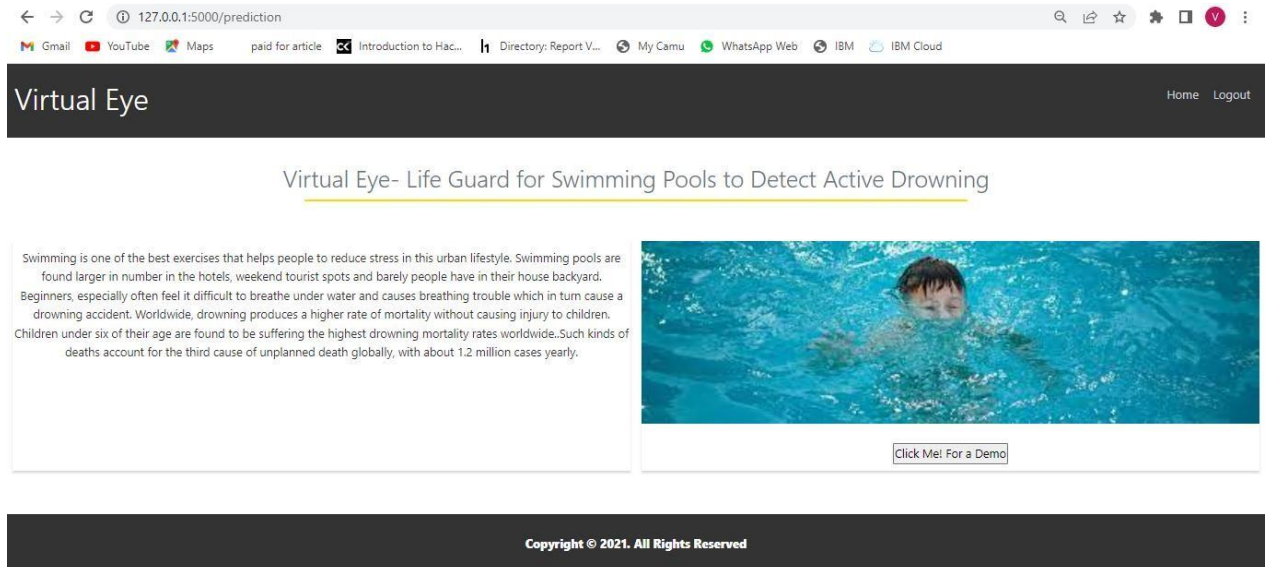 127.0.0.1:5000/prediction
Gmail YouTube Maps paid for article Introduction to Hac... Directory: Report V... My Camu WhatsApp Web IBM IBM Cloud
V
Virtual Eye
Home Logout
Virtual Eye- Life Guard for Swimming Pools to Detect Active Drowning
Swimming is one of the best exercises that helps people to reduce stress in this urban lifestyle. Swimming pools are
found larger in number in the hotels, weekend tourist spots and barely people have in their house backyard.
Beginners, especially often feel it difficult to breathe under water and causes breathing trouble which in turn cause a
drowning accident. Worldwide, drowning produces a higher rate of mortality without causing injury to children.
Children under six of their age are found to be suffering the highest drowning mortality rates worldwide..Such kinds of
deaths account for the third cause of unplanned death globally, with about 1.2 million cases yearly.
Click Me! For a Demo
Copyright © 2021. All Rights Reserved